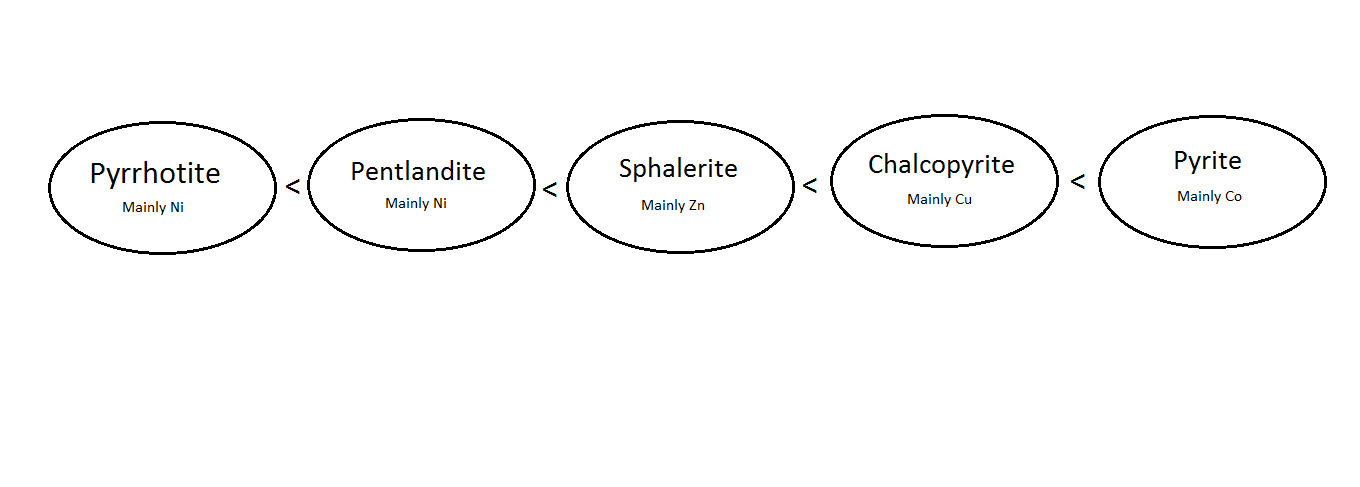 Pyrrhotite
Mainly Ni
<
Pentlandite
Mainly Ni
<
Sphalerite
Mainly Zn
<
Chalcopyrite
Mainly Cu
<
Pyrite
Mainly Co